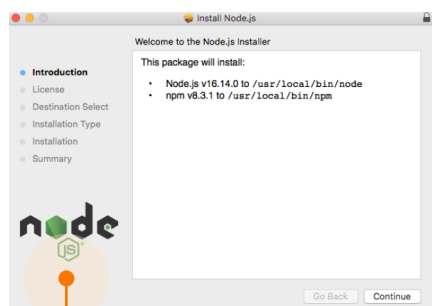 Install Node.js
Welcome to the Node.js Installer
Introduction
License
Destination Select
Installation Type
Installation
Summary
This package will install:
• Node.js v16.14.0 to /usr/local/bin/node
• npm v8.3.1 to /usr/local/bin/npm
node
JS
Go Back
Continue